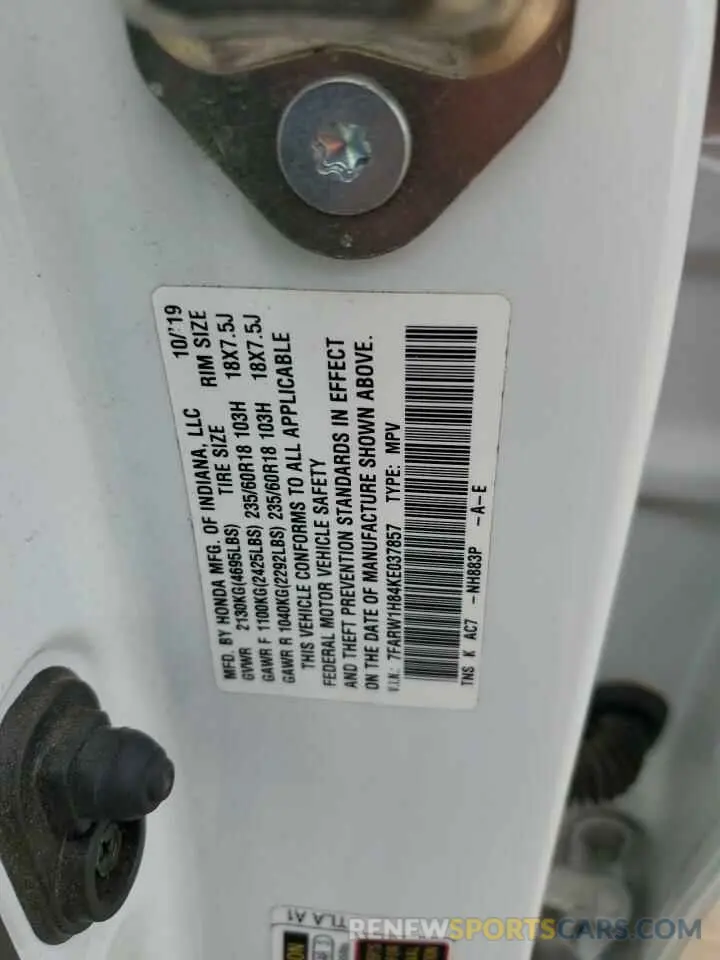 MFD. BY HONDA MFG. OF INDIANA, LLC 10/'19
GVWR 2130KG(4695LBS) TIRE SIZE RIM SIZE
GAWR F 1100KG(2425LBS) 235/60R18 103H 18X7.5J
GAWR R 1040KG(2292LBS) 235/60R18 103H 18X7.5J
THIS VEHICLE CONFORMS TO ALL APPLICABLE
FEDERAL MOTOR VEHICLE SAFETY
AND THEFT PREVENTION STANDARDS IN EFFECT
ON THE DATE OF MANUFACTURE SHOWN ABOVE.
V.I.N: 7FARW1H84KE037857 TYPE: MPV
TNS K AC7 -NH883P -A-E
TLA A1
RENEWSPORTSCARS.COM